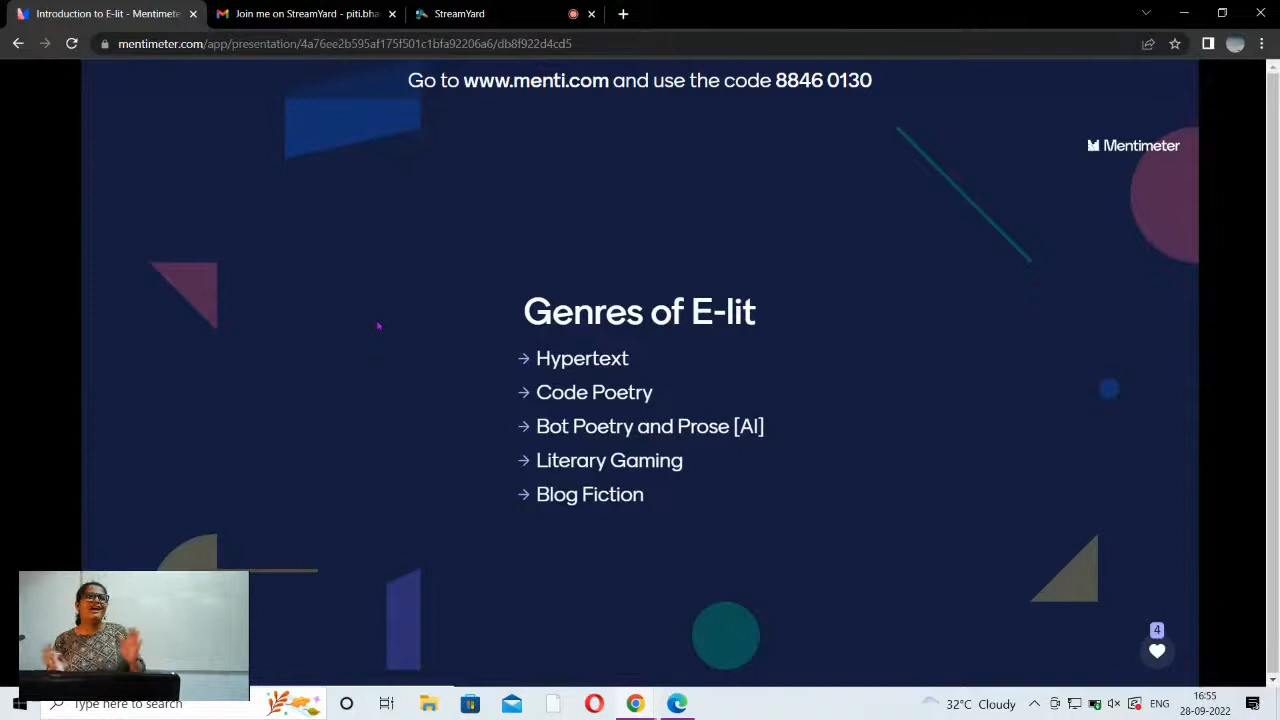 Introduction to E-lit - Mentimete
Join me on StreamYard - piti.bha
StreamYard
mentimeter.com/app/presentation/4a76ee2b595af175f501c1bfa92206a6/db8f922d4cd5
Go to www.menti.com and use the code 8846 0130
Mentimeter
Genres of E-lit
→ Hypertext
→ Code Poetry
→ Bot Poetry and Prose [AI]
→ Literary Gaming
→ Blog Fiction
4
Type here to search
32°C Cloudy
ENG
16:55
28-09-2022